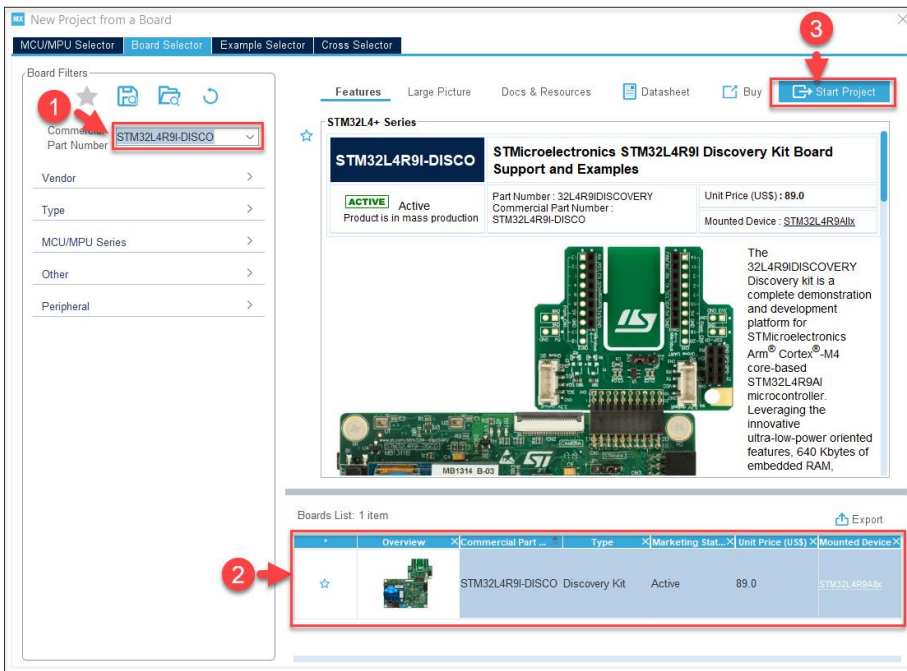 MX New Project from a Board
MCU/MPU Selector Board Selector Example Selector Cross Selector
3
Board Filters
1
Features Large Picture Docs & Resources Datasheet Buy Start Project
Commercial
Part Number
STM32L4R9I-DISCO
Vendor
Type
MCU/MPU Series
Other
Peripheral
STM32L4+ Series
STM32L4R9I-DISCO
STMicroelectronics STM32L4R9I Discovery Kit Board
Support and Examples
ACTIVE Active
Product is in mass production
Part Number : 32L4R9IDISCOVERY
Commercial Part Number :
STM32L4R9I-DISCO
Unit Price (US$) : 89.0
Mounted Device : STM32L4R9AIIx
The
32L4R9IDISCOVERY
Discovery kit is a
complete demonstration
and development
platform for
STMicroelectronics
Arm® Cortex®-M4
core-based
STM32L4R9AI
microcontroller.
Leveraging the
innovative
ultra-low-power oriented
features, 640 Kbytes of
embedded RAM,
MB1314 B-03
Boards List: 1 item
Export
* Overview Commercial Part ... Type Marketing Stat... Unit Price (US$) Mounted Device
2
STM32L4R9I-DISCO Discovery Kit Active 89.0 STM32L4R9AIIx